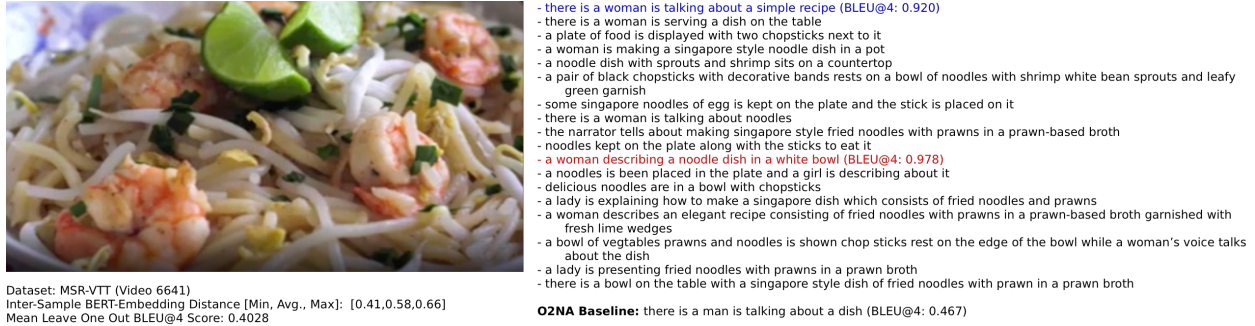 - there is a woman is talking about a simple recipe (BLEU@4: 0.920)
- there is a woman is serving a dish on the table
- a plate of food is displayed with two chopsticks next to it
- a woman is making a singapore style noodle dish in a pot
- a noodle dish with sprouts and shrimp sits on a countertop
- a pair of black chopsticks with decorative bands rests on a bowl of noodles with shrimp white bean sprouts and leafy
green garnish
- some singapore noodles of egg is kept on the plate and the stick is placed on it
- there is a woman is talking about noodles
- the narrator tells about making singapore style fried noodles with prawns in a prawn-based broth
- noodles kept on the plate along with the sticks to eat it
- a woman describing a noodle dish in a white bowl (BLEU@4: 0.978)
- a noodles is been placed in the plate and a girl is describing about it
- delicious noodles are in a bowl with chopsticks
- a lady is explaining how to make a singapore dish which consists of fried noodles and prawns
- a woman describes an elegant recipe consisting of fried noodles with prawns in a prawn-based broth garnished with
fresh lime wedges
- a bowl of vegtables prawns and noodles is shown chop sticks rest on the edge of the bowl while a woman's voice talks
about the dish
- a lady is presenting fried noodles with prawns in a prawn broth
- there is a bowl on the table with a singapore style dish of fried noodles with prawn in a prawn broth
O2NA Baseline: there is a man is talking about a dish (BLEU@4: 0.467)
Dataset: MSR-VTT (Video 6641)
Inter-Sample BERT-Embedding Distance [Min, Avg., Max]: [0.41,0.58,0.66]
Mean Leave One Out BLEU@4 Score: 0.4028